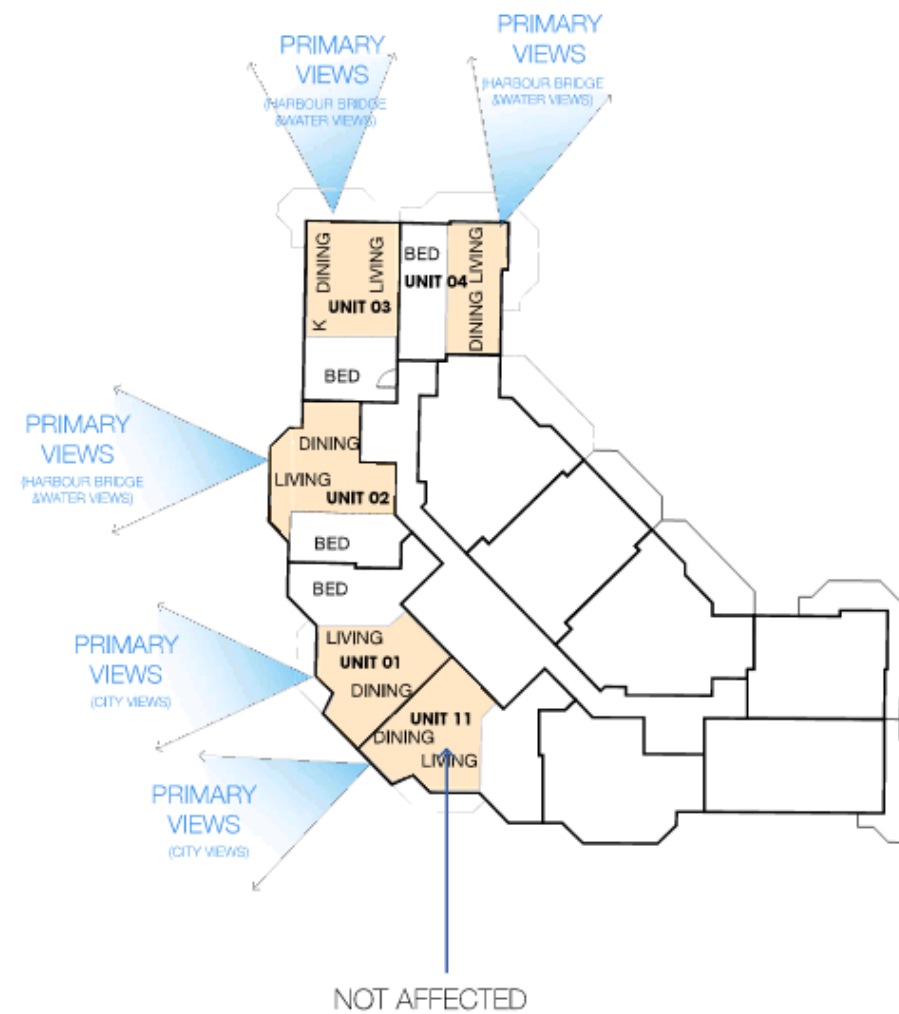 PRIMARY
VIEWS
(HARBOUR BRIDGE
&WATER VIEWS)
PRIMARY
VIEWS
(HARBOUR BRIDGE
&WATER VIEWS)
DINING
LIVING
UNIT 03
K
BED
BED
UNIT 04
LIVING
DINING
PRIMARY
VIEWS
(HARBOUR BRIDGE
&WATER VIEWS)
DINING
LIVING
UNIT 02
BED
BED
PRIMARY
VIEWS
(CITY VIEWS)
LIVING
UNIT 01
DINING
UNIT 11
DINING
LIVING
PRIMARY
VIEWS
(CITY VIEWS)
NOT AFFECTED